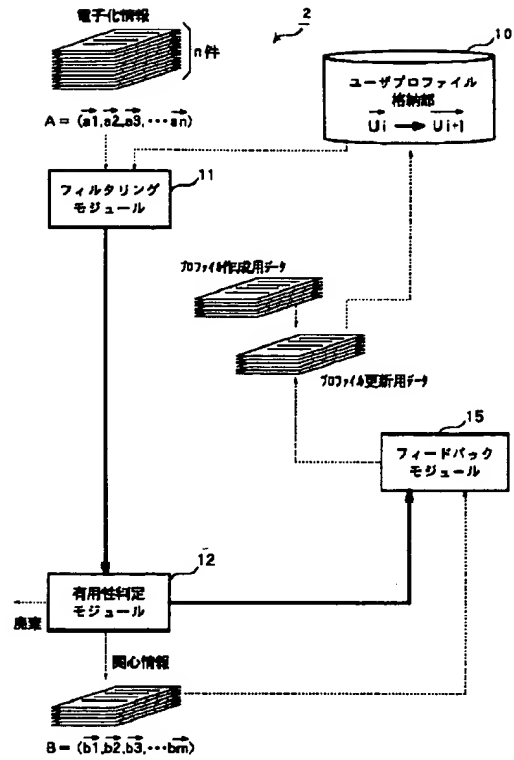 電子化情報
2
n件
A=(a1,a2,a3,…an)
10
ユーザプロファイル
格納部
Ui → Ui+1
11
フィルタリング
モジュール
プロファイル作成用データ
プロファイル更新用データ
15
フィードバック
モジュール
12
有用性判定
モジュール
廃棄
関心情報
B=(b1,b2,b3,…bm)